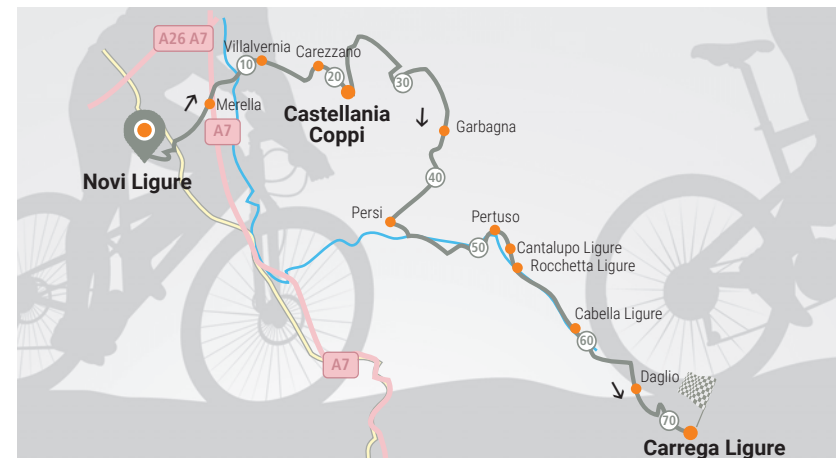 A26 A7
Villalvernia
Carezzano
10
20
30
Merella
Castellania
Coppi
A7
Garbagna
Novi Ligure
40
Persi
Pertuso
50
Cantalupo Ligure
Rocchetta Ligure
Cabella Ligure
60
A7
Daglio
70
Carrega Ligure